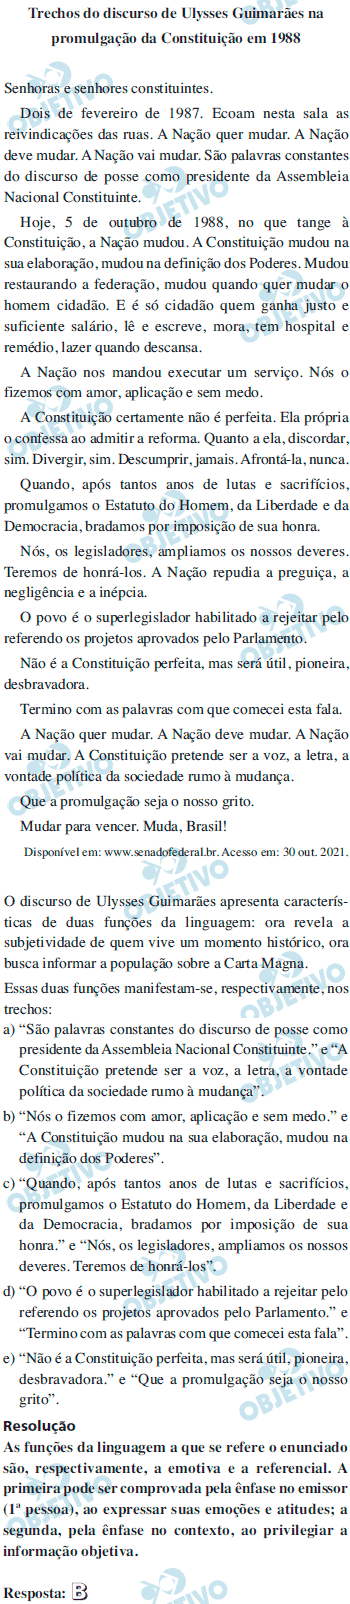 Trechos do discurso de Ulysses Guimarães na
promulgação da Constituição em 1988
Senhoras e senhores constituintes.
Dois de fevereiro de 1987. Ecoam nesta sala as
reivindicações das ruas. A Nação quer mudar. A Nação
deve mudar. A Nação vai mudar. São palavras constantes
do discurso de posse como presidente da Assembleia
Nacional Constituinte.
Hoje, 5 de outubro de 1988, no que tange à
Constituição, a Nação mudou. A Constituição mudou na
sua elaboração, mudou na definição dos Poderes. Mudou
restaurando a federação, mudou quando quer mudar o
homem cidadão. E é só cidadão quem ganha justo e
suficiente salário, lê e escreve, mora, tem hospital e
remédio, lazer quando descansa.
A Nação nos mandou executar um serviço. Nós o
fizemos com amor, aplicação e sem medo.
A Constituição certamente não é perfeita. Ela própria
o confessa ao admitir a reforma. Quanto a ela, discordar,
sim. Divergir, sim. Descumprir, jamais. Afrontá-la, nunca.
Quando, após tantos anos de lutas e sacrifícios,
promulgamos o Estatuto do Homem, da Liberdade e da
Democracia, bradamos por imposição de sua honra.
Nós, os legisladores, ampliamos os nossos deveres.
Teremos de honrá-los. A Nação repudia a preguiça, a
negligência e a inépcia.
O povo é o superlegislador habilitado a rejeitar pelo
referendo os projetos aprovados pelo Parlamento.
Não é a Constituição perfeita, mas será útil, pioneira,
desbravadora.
Termino com as palavras com que comecei esta fala.
A Nação quer mudar. A Nação deve mudar. A Nação
vai mudar. A Constituição pretende ser a voz, a letra, a
vontade política da sociedade rumo à mudança.
Que a promulgação seja o nosso grito.
Mudar para vencer. Muda, Brasil!
Disponível em: www.senadofederal.br. Acesso em: 30 out. 2021.
O discurso de Ulysses Guimarães apresenta caracterís-
ticas de duas funções da linguagem: ora revela a
subjetividade de quem vive um momento histórico, ora
busca informar a população sobre a Carta Magna.
Essas duas funções manifestam-se, respectivamente, nos
trechos:
a) “São palavras constantes do discurso de posse como
presidente da Assembleia Nacional Constituinte.” e “A
Constituição pretende ser a voz, a letra, a vontade
política da sociedade rumo à mudança”.
b) “Nós o fizemos com amor, aplicação e sem medo.” e
“A Constituição mudou na sua elaboração, mudou na
definição dos Poderes”.
c) “Quando, após tantos anos de lutas e sacrifícios,
promulgamos o Estatuto do Homem, da Liberdade e
da Democracia, bradamos por imposição de sua
honra.” e “Nós, os legisladores, ampliamos os nossos
deveres. Teremos de honrá-los”.
d) “O povo é o superlegislador habilitado a rejeitar pelo
referendo os projetos aprovados pelo Parlamento.” e
“Termino com as palavras com que comecei esta fala”.
e) “Não é a Constituição perfeita, mas será útil, pioneira,
desbravadora.” e “Que a promulgação seja o nosso
grito”.
Resolução
As funções da linguagem a que se refere o enunciado
são, respectivamente, a emotiva e a referencial. A
primeira pode ser comprovada pela ênfase no emissor
(1ª pessoa), ao expressar suas emoções e atitudes; a
segunda, pela ênfase no contexto, ao privilegiar a
informação objetiva.
Resposta: B